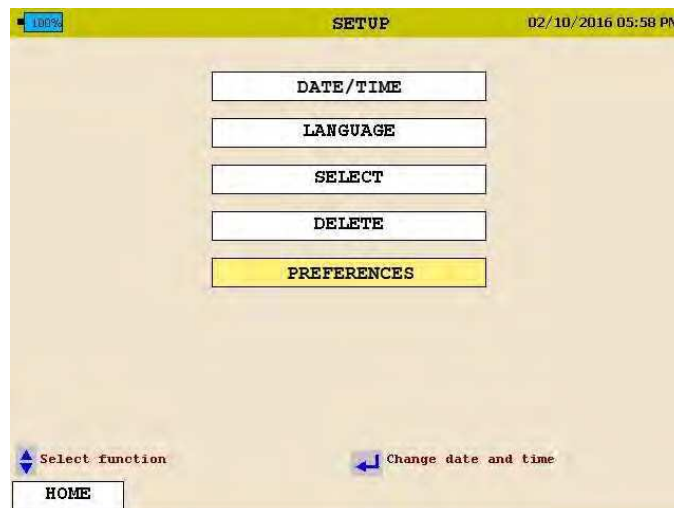 100% SETUP 02/10/2016 05:58 PM
DATE/TIME
LANGUAGE
SELECT
DELETE
PREFERENCES
Select function Change date and time
HOME